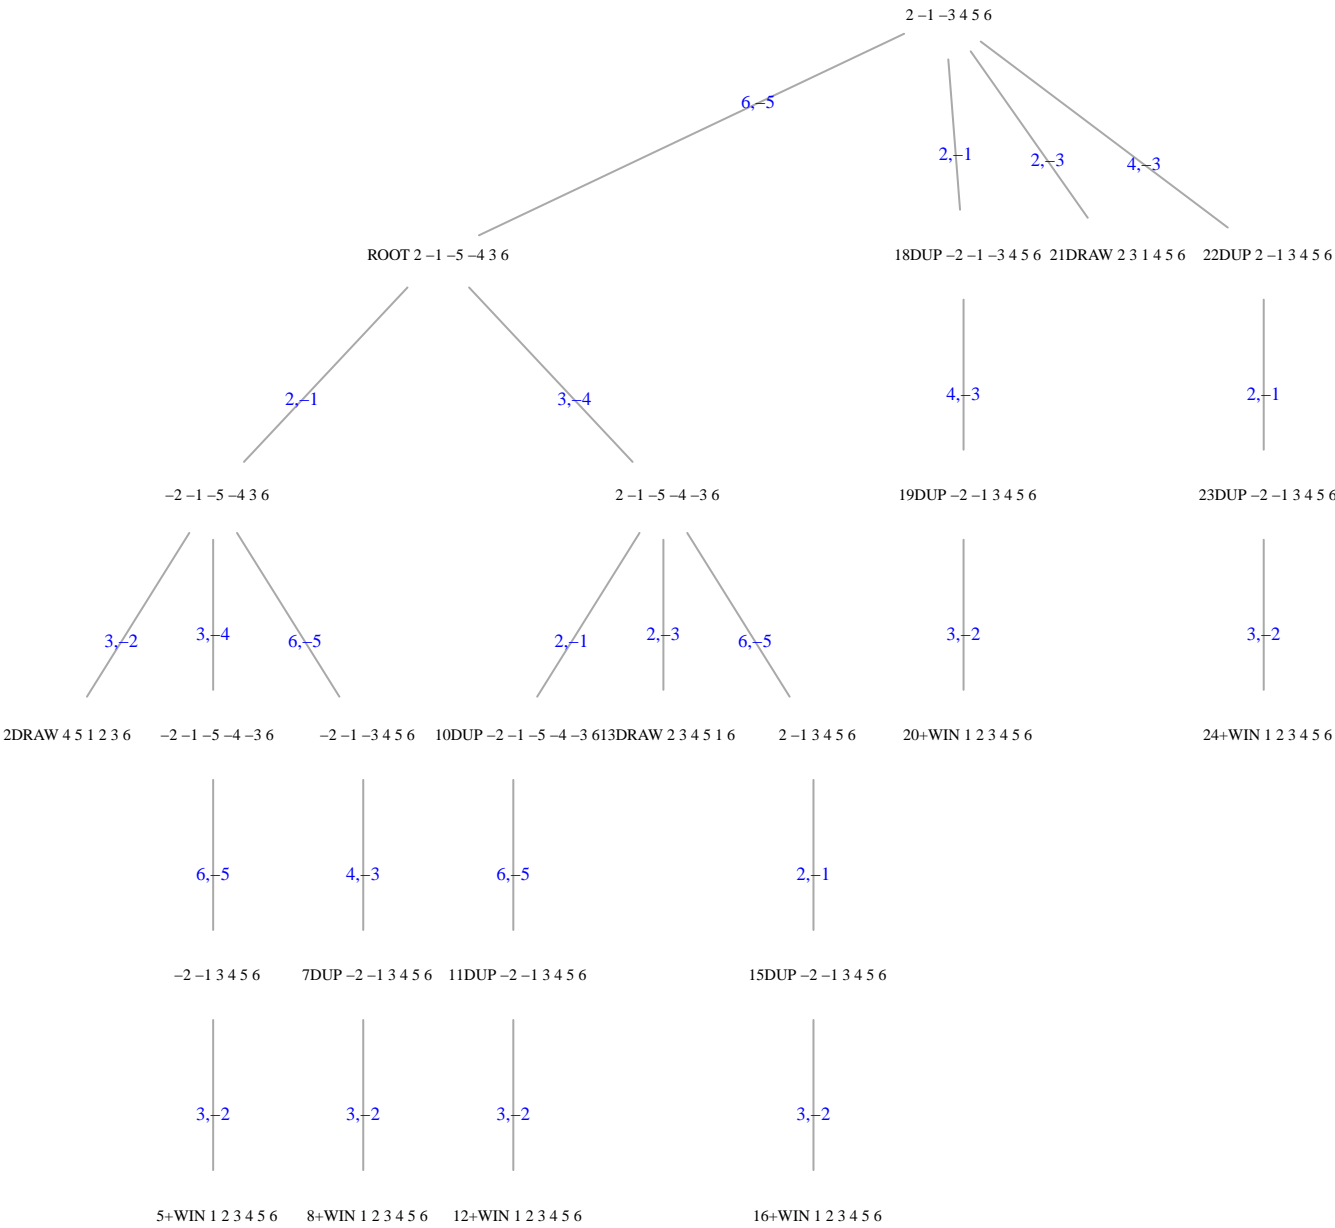 2 –1 –3 4 5 6
6,–5
2,–1
2,–3
4,–3
ROOT 2 –1 –5 –4 3 6
18DUP –2 –1 –3 4 5 6
21DRAW 2 3 1 4 5 6
22DUP 2 –1 3 4 5 6
2,–1
3,–4
4,–3
2,–1
–2 –1 –5 –4 3 6
2 –1 –5 –4 –3 6
19DUP –2 –1 3 4 5 6
23DUP –2 –1 3 4 5 6
3,–2
3,–4
6,–5
2,–1
2,–3
6,–5
3,–2
3,–2
2DRAW 4 5 1 2 3 6
–2 –1 –5 –4 –3 6
–2 –1 –3 4 5 6
10DUP –2 –1 –5 –4 –3 6
13DRAW 2 3 4 5 1 6
2 –1 3 4 5 6
20+WIN 1 2 3 4 5 6
24+WIN 1 2 3 4 5 6
6,–5
4,–3
6,–5
2,–1
–2 –1 3 4 5 6
7DUP –2 –1 3 4 5 6
11DUP –2 –1 3 4 5 6
15DUP –2 –1 3 4 5 6
3,–2
3,–2
3,–2
3,–2
5+WIN 1 2 3 4 5 6
8+WIN 1 2 3 4 5 6
12+WIN 1 2 3 4 5 6
16+WIN 1 2 3 4 5 6